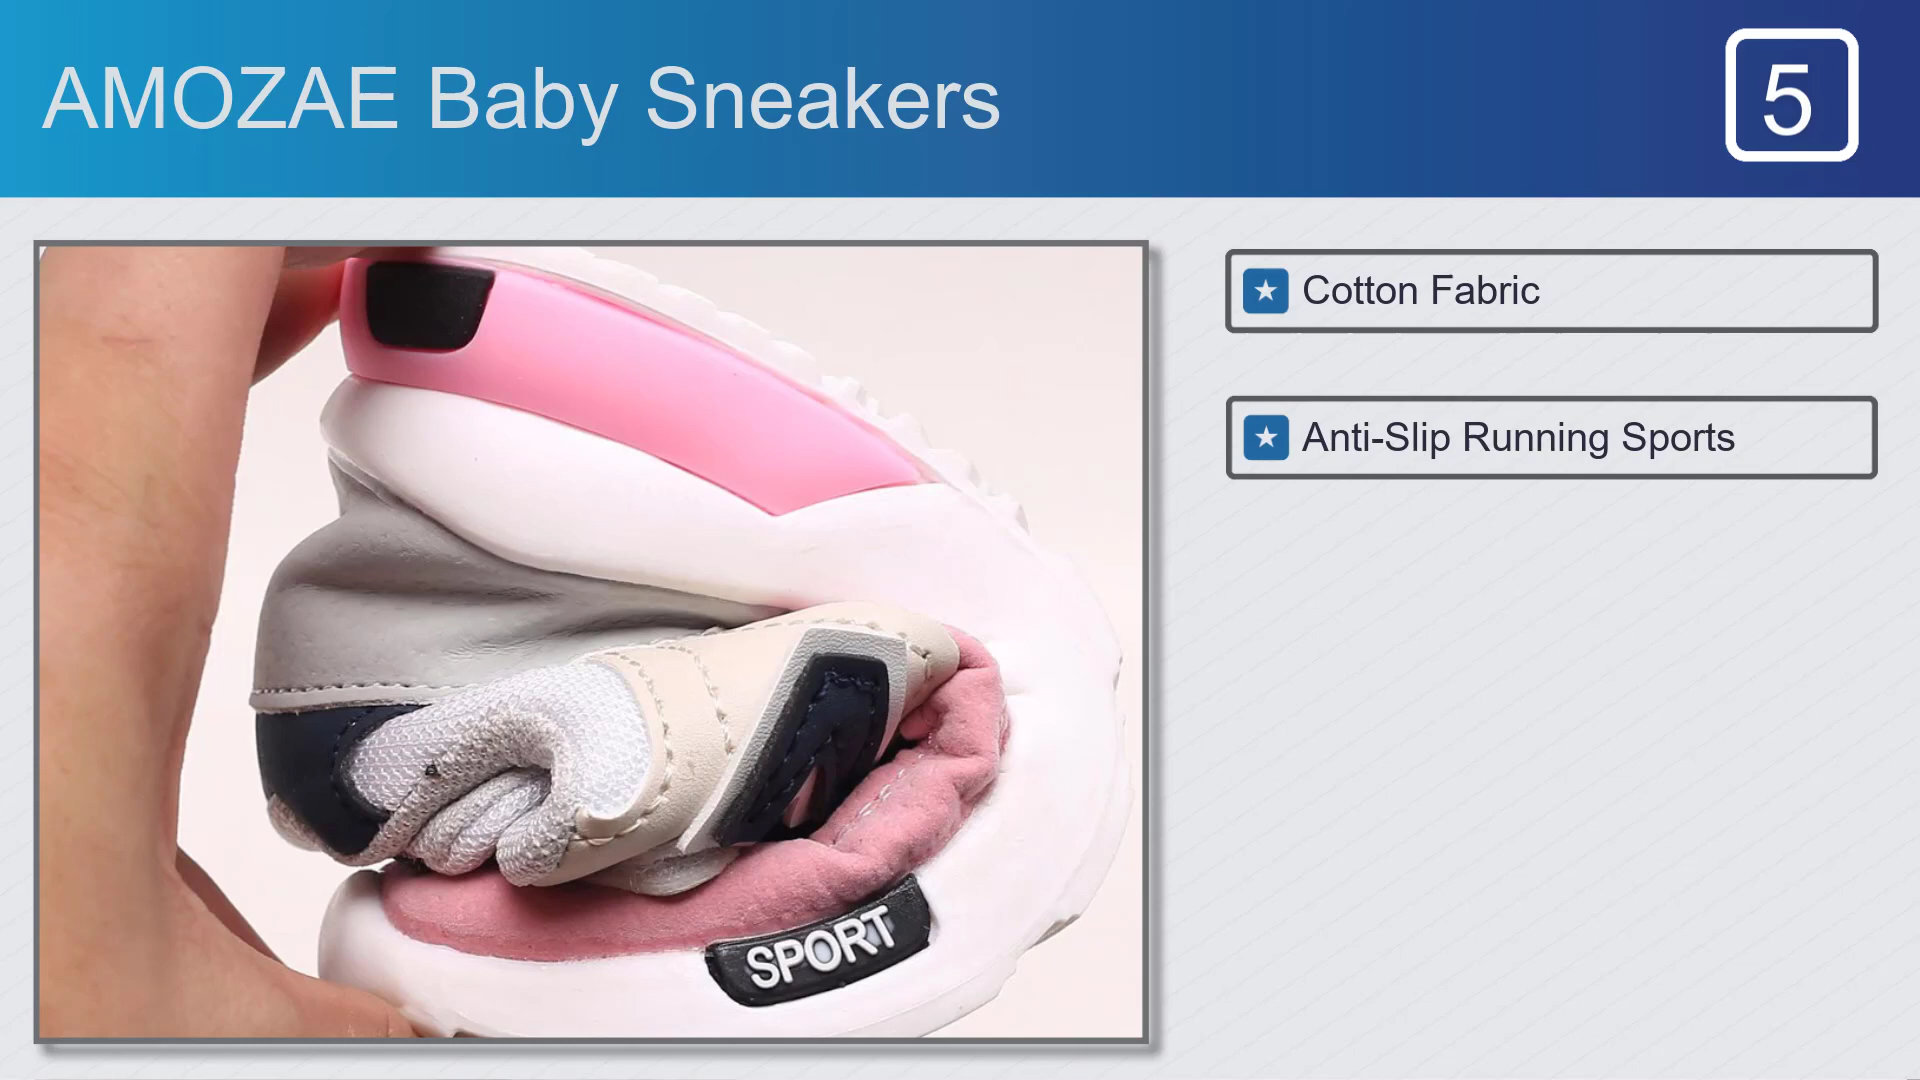 AMOZAE Baby Sneakers
5
Cotton Fabric
Anti-Slip Running Sports
SPORT